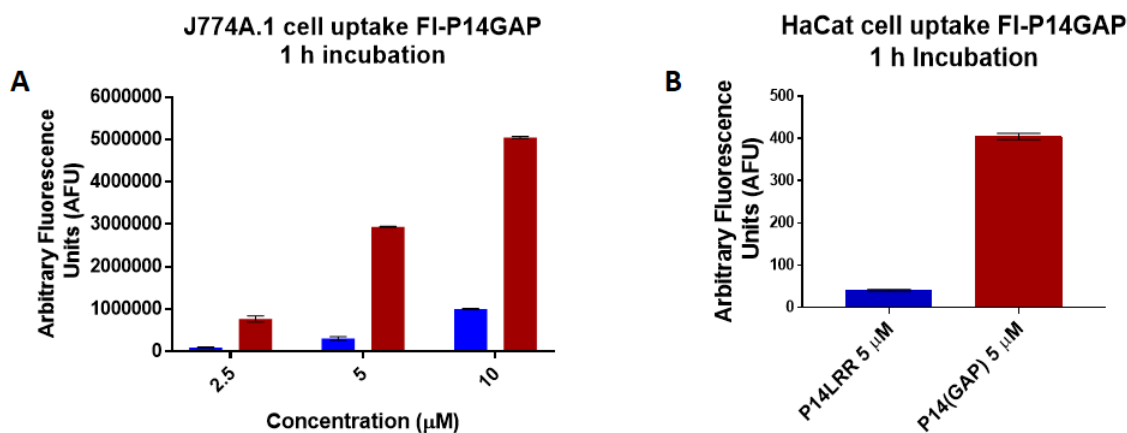 J774A.1 cell uptake Fl-P14GAP
1 h incubation
A
Arbitrary Fluorescence
Units (AFU)
6000000
5000000
4000000
3000000
2000000
1000000
0
2.5
5
10
Concentration (μM)
HaCat cell uptake Fl-P14GAP
1 h Incubation
B
Arbitrary Fluorescence
Units (AFU)
500
400
300
200
100
0
P14LRR 5 μM
P14(GAP) 5 μM